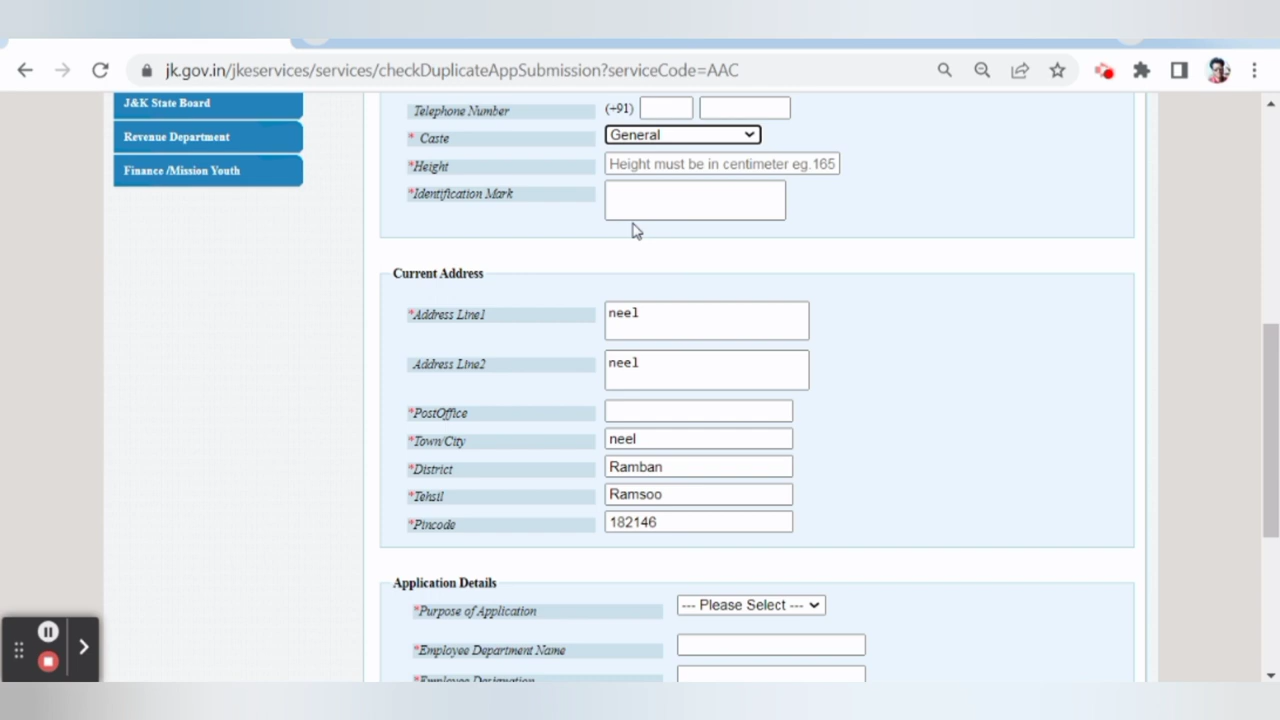 jk.gov.in/jkeservices/services/checkDuplicateAppSubmission?serviceCode=AAC
J&K State Board
Revenue Department
Finance /Mission Youth
Telephone Number (+91)
* Caste General
*Height Height must be in centimeter eg.165
*Identification Mark
Current Address
*Address Line1 neel
Address Line2 neel
*PostOffice
*Town/City neel
*District Ramban
*Tehsil Ramsoo
*Pincode 182146
Application Details
*Purpose of Application --- Please Select ---
*Employee Department Name
*Employee Designation